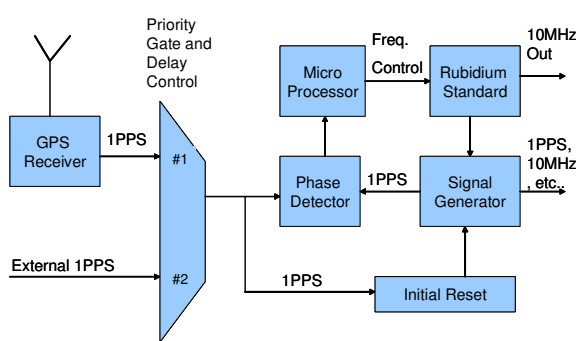 Priority
Gate and
Delay
Control
Freq.
Control
10MHz
Out
Micro
Processor
Rubidium
Standard
GPS
Receiver
1PPS
#1
Phase
Detector
1PPS
Signal
Generator
1PPS,
10MHz
, etc..
External 1PPS
#2
1PPS
Initial Reset